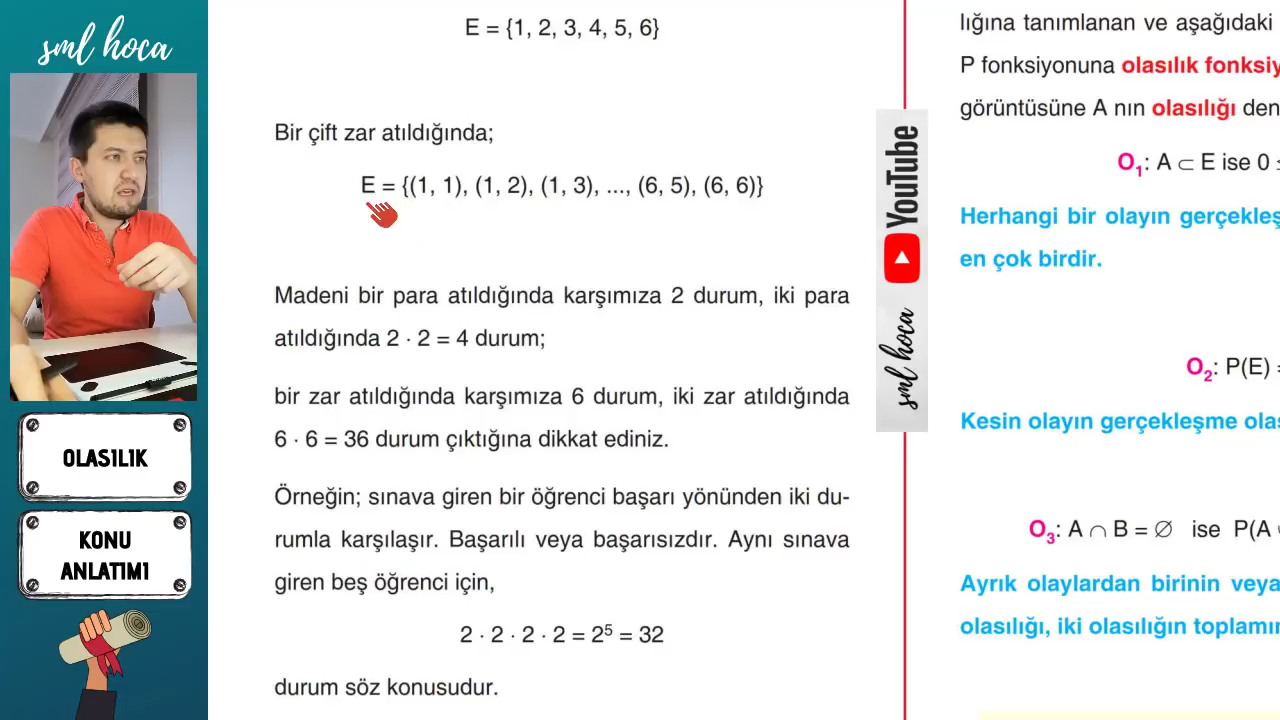 sml hoca
OLASILIK
KONU
ANLATIMI
E = {1, 2, 3, 4, 5, 6}
Bir çift zar atıldığında;
E = {(1, 1), (1, 2), (1, 3), ..., (6, 5), (6, 6)}
Madeni bir para atıldığında karşımıza 2 durum, iki para
atıldığında 2 · 2 = 4 durum;
bir zar atıldığında karşımıza 6 durum, iki zar atıldığında
6 · 6 = 36 durum çıktığına dikkat ediniz.
Örneğin; sınava giren bir öğrenci başarı yönünden iki du-
rumla karşılaşır. Başarılı veya başarısızdır. Aynı sınava
giren beş öğrenci için,
2 · 2 · 2 · 2 = 2⁵ = 32
durum söz konusudur.
YouTube
sml hoca
lığına tanımlanan ve aşağıdaki
P fonksiyonuna olasılık fonksiy
görüntüsüne A nın olasılığı den
O₁: A ⊂ E ise 0 ≤
Herhangi bir olayın gerçekleş
en çok birdir.
O₂: P(E) =
Kesin olayın gerçekleşme olas
O₃: A ∩ B = ∅ ise P(A ∪
Ayrık olaylardan birinin veya
olasılığı, iki olasılığın toplamın